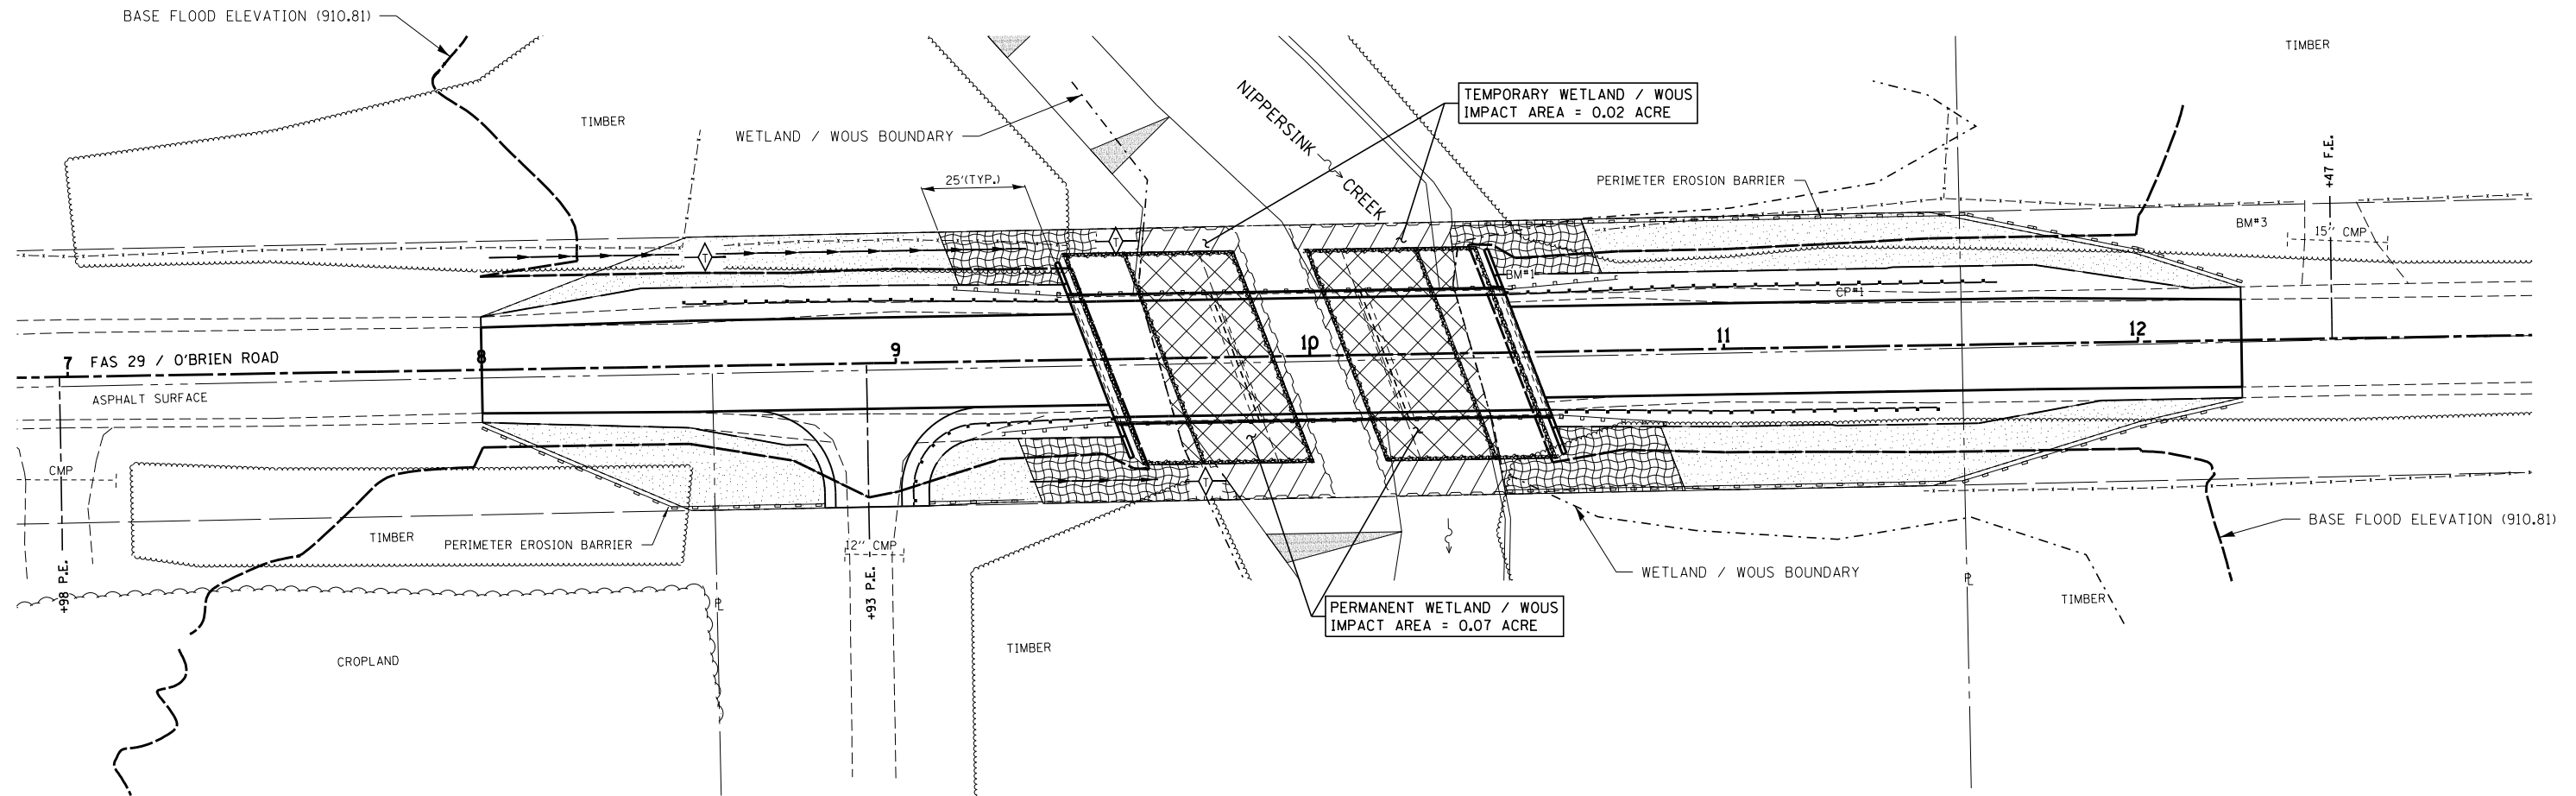 BASE FLOOD ELEVATION (910.81)
TIMBER
TIMBER
WETLAND / WOUS BOUNDARY
NIPPERSINK CREEK
TEMPORARY WETLAND / WOUS
IMPACT AREA = 0.02 ACRE
25'(TYP.)
PERIMETER EROSION BARRIER
+47 F.E.
BM#3
15" CMP
T
T
BM#1
CP#1
7 FAS 29 / O'BRIEN ROAD
8
9
10
11
12
ASPHALT SURFACE
CMP
T
TIMBER
PERIMETER EROSION BARRIER
12" CMP
+98 P.E.
+93 P.E.
PL
PL
BASE FLOOD ELEVATION (910.81)
WETLAND / WOUS BOUNDARY
TIMBER
PERMANENT WETLAND / WOUS
IMPACT AREA = 0.07 ACRE
TIMBER
CROPLAND